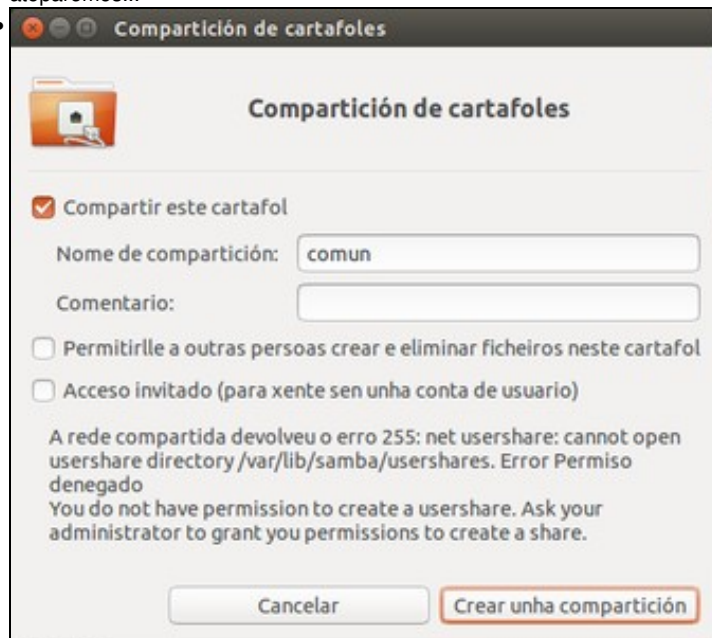 Compartición de cartafoles
Compartición de cartafoles
Compartir este cartafol
Nome de compartición: comun
Comentario:
Permitirlle a outras persoas crear e eliminar ficheiros neste cartafol
Acceso invitado (para xente sen unha conta de usuario)
A rede compartida devolveu o erro 255: net usershare: cannot open
usershare directory /var/lib/samba/usershares. Error Permiso
denegado
You do not have permission to create a usershare. Ask your
administrator to grant you permissions to create a share.
Cancelar Crear unha compartición